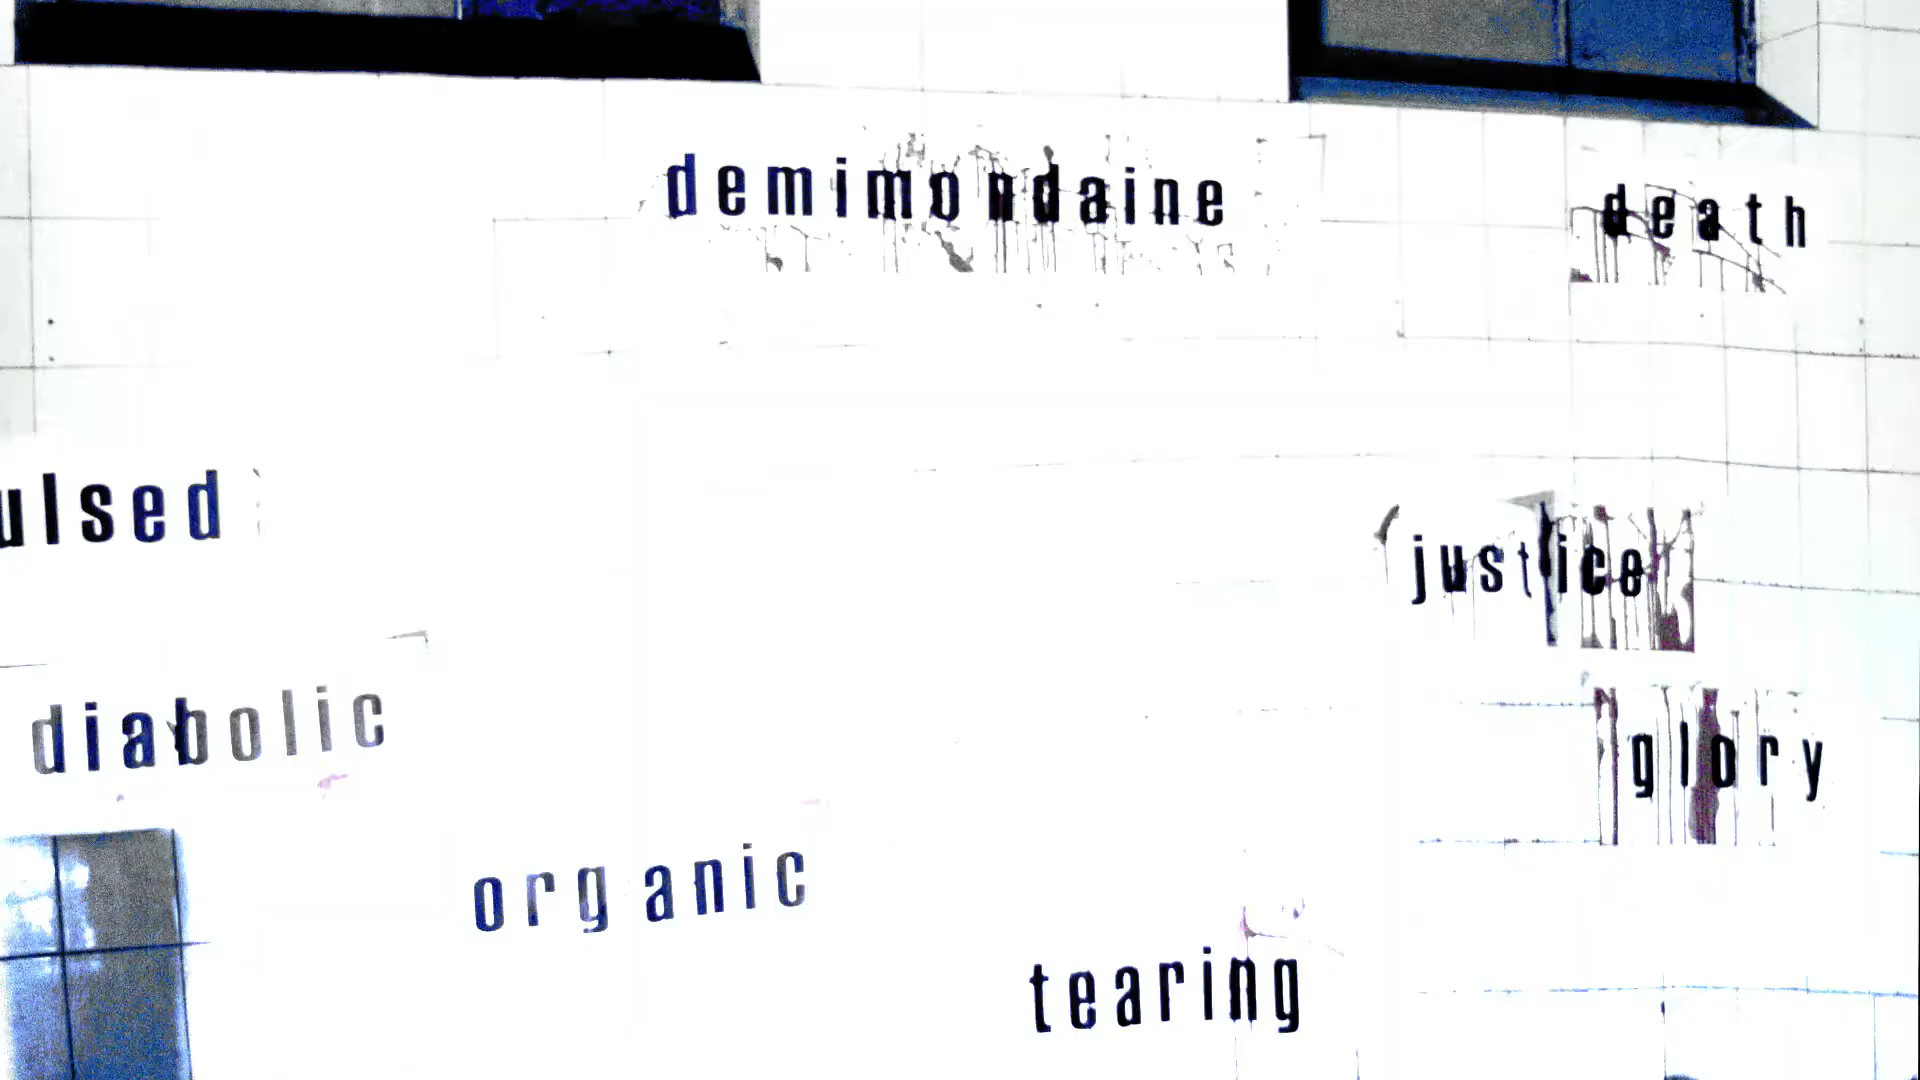 demimondaine
death
ulsed
justice
diabolic
glory
organic
tearing